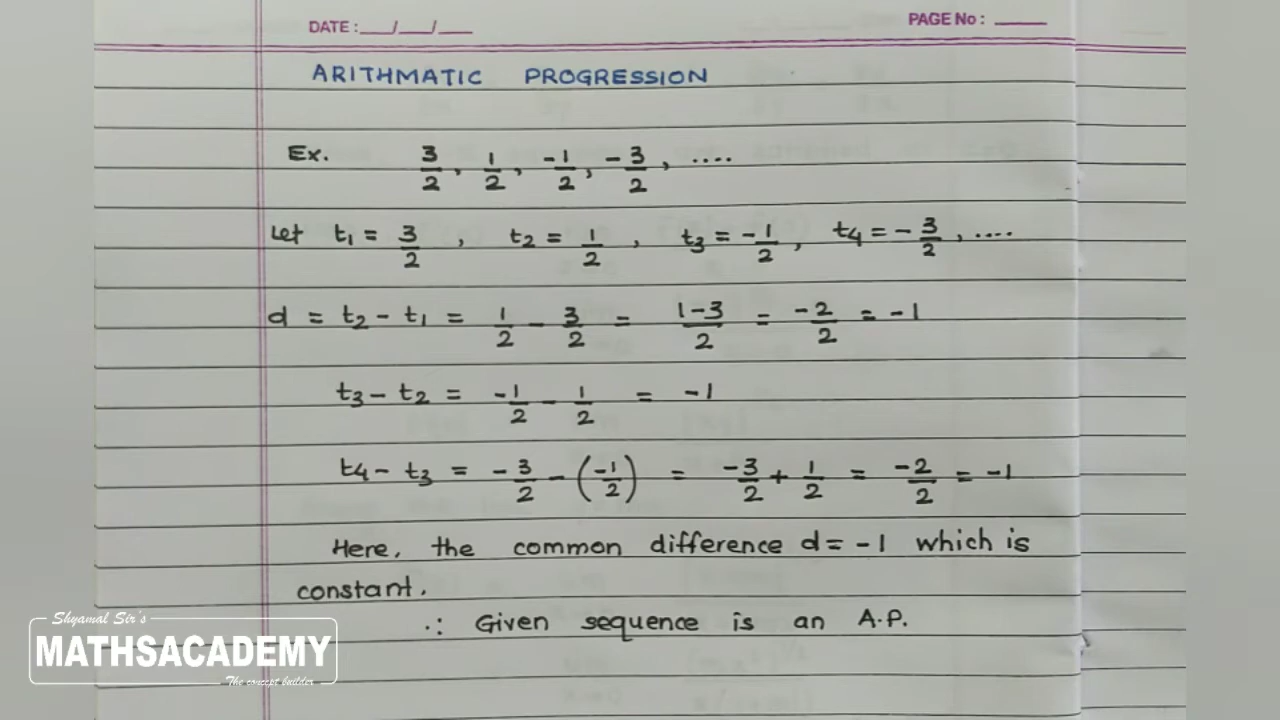 DATE :___/___/___ PAGE No : _____
ARITHMATIC PROGRESSION
Ex. 3/2, 1/2, -1/2, -3/2, ....
Let t₁ = 3/2 , t₂ = 1/2 , t₃ = -1/2, t₄ = -3/2, ....
d = t₂ - t₁ = 1/2 - 3/2 = 1-3/2 = -2/2 = -1
t₃ - t₂ = -1/2 - 1/2 = -1
t₄ - t₃ = -3/2 - (-1/2) = -3/2 + 1/2 = -2/2 = -1
Here, the common difference d = -1 which is
constant.
∴ Given sequence is an A.P.
Shyamal Sir's
MATHSACADEMY
The concept builder